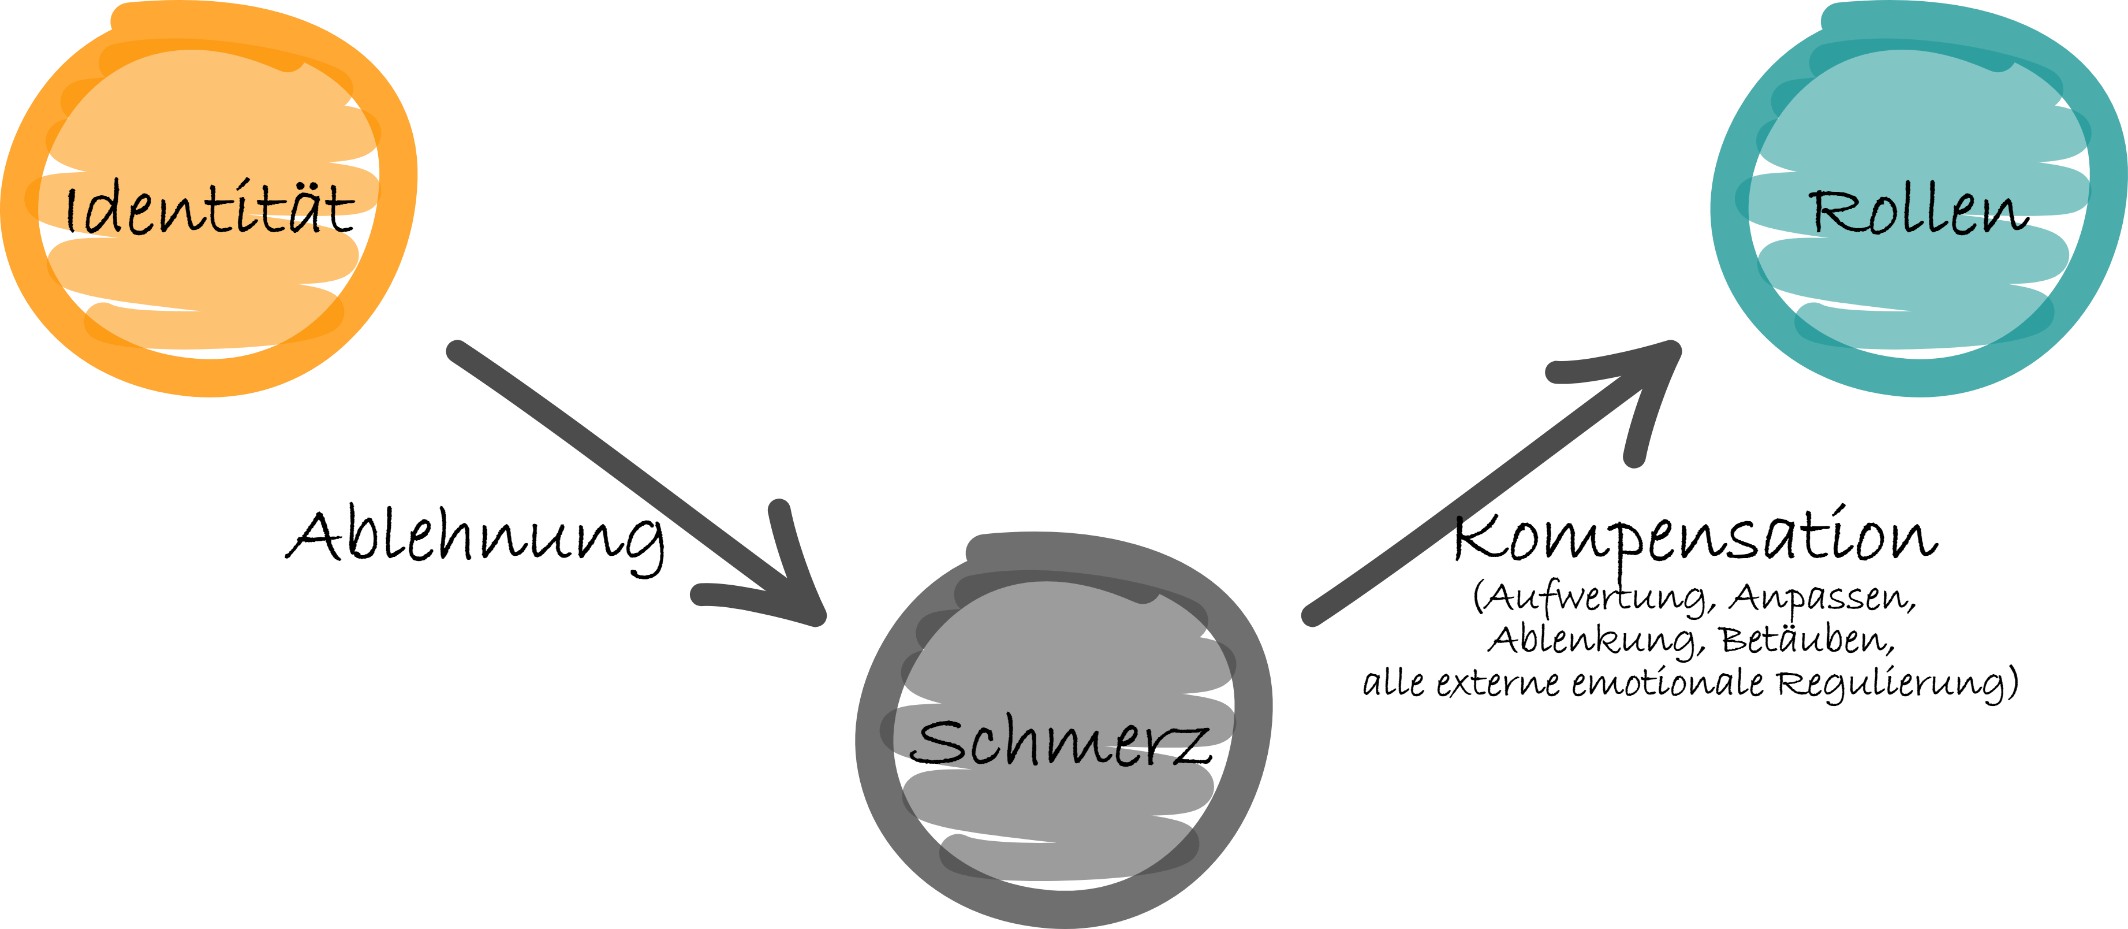 Identität
Rollen
Ablehnung
Kompensation
(Aufwertung, Anpassen,
Ablenkung, Betäuben,
alle externe emotionale Regulierung)
Schmerz